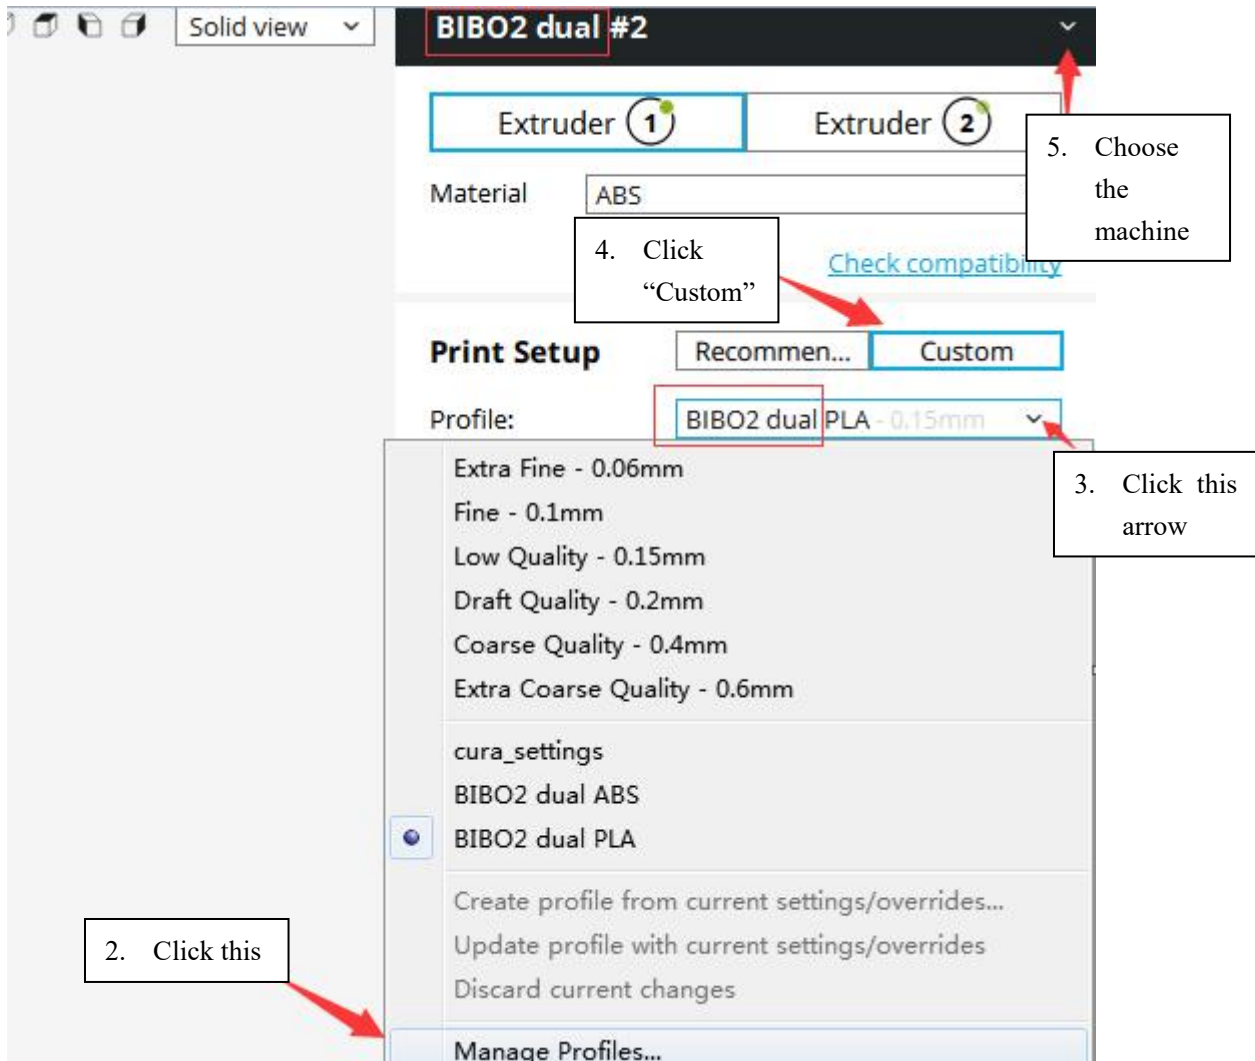 Solid view
BIBO2 dual #2
Extruder 1
Extruder 2
5. Choose
the
machine
Material
ABS
4. Click
“Custom”
Check compatibility
Print Setup
Recommen...
Custom
Profile:
BIBO2 dual PLA - 0.15mm
3. Click this
arrow
Extra Fine - 0.06mm
Fine - 0.1mm
Low Quality - 0.15mm
Draft Quality - 0.2mm
Coarse Quality - 0.4mm
Extra Coarse Quality - 0.6mm
cura_settings
BIBO2 dual ABS
BIBO2 dual PLA
Create profile from current settings/overrides...
2. Click this
Update profile with current settings/overrides
Discard current changes
Manage Profiles...